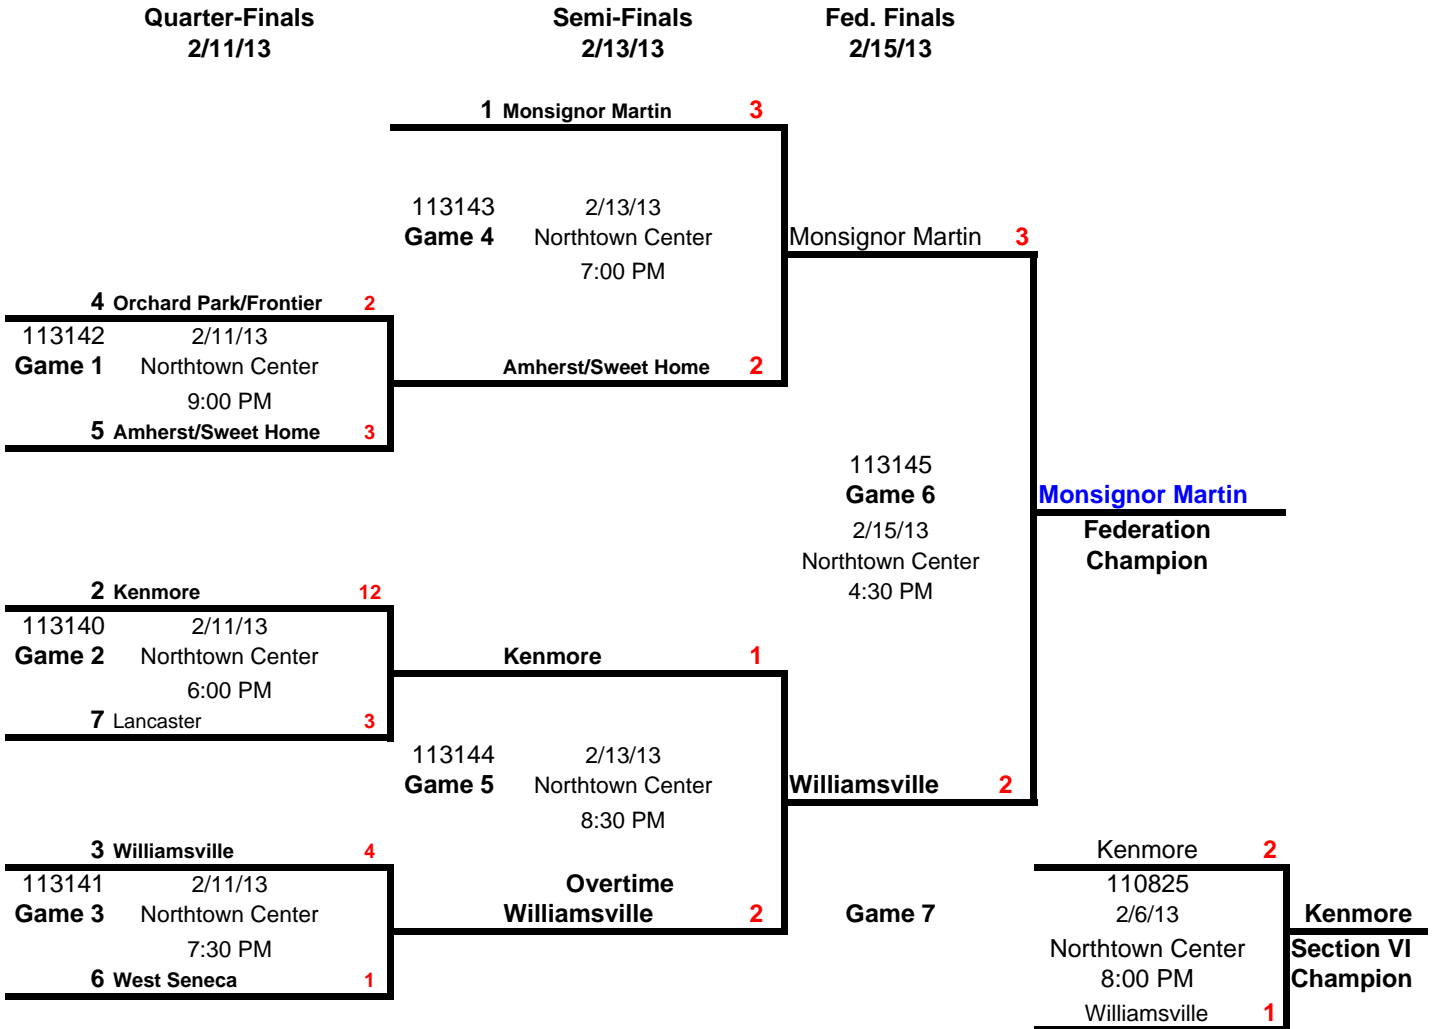 Quarter-Finals Semi-Finals Fed. Finals
2/11/13 2/13/13 2/15/13
1 Monsignor Martin 3
113143 2/13/13
Game 4 Northtown Center Monsignor Martin 3
7:00 PM
4 Orchard Park/Frontier 2
113142 2/11/13
Game 1 Northtown Center Amherst/Sweet Home 2
9:00 PM
5 Amherst/Sweet Home 3
113145
Game 6 Monsignor Martin
2/15/13 Federation
Northtown Center Champion
2 Kenmore 12 4:30 PM
113140 2/11/13
Game 2 Northtown Center Kenmore 1
6:00 PM
7 Lancaster 3
113144 2/13/13
Game 5 Northtown Center Williamsville 2
8:30 PM
3 Williamsville 4 Kenmore 2
113141 2/11/13 Overtime 110825
Game 3 Northtown Center Williamsville 2 Game 7 2/6/13 Kenmore
7:30 PM Northtown Center Section VI
6 West Seneca 1 8:00 PM Champion
Williamsville 1